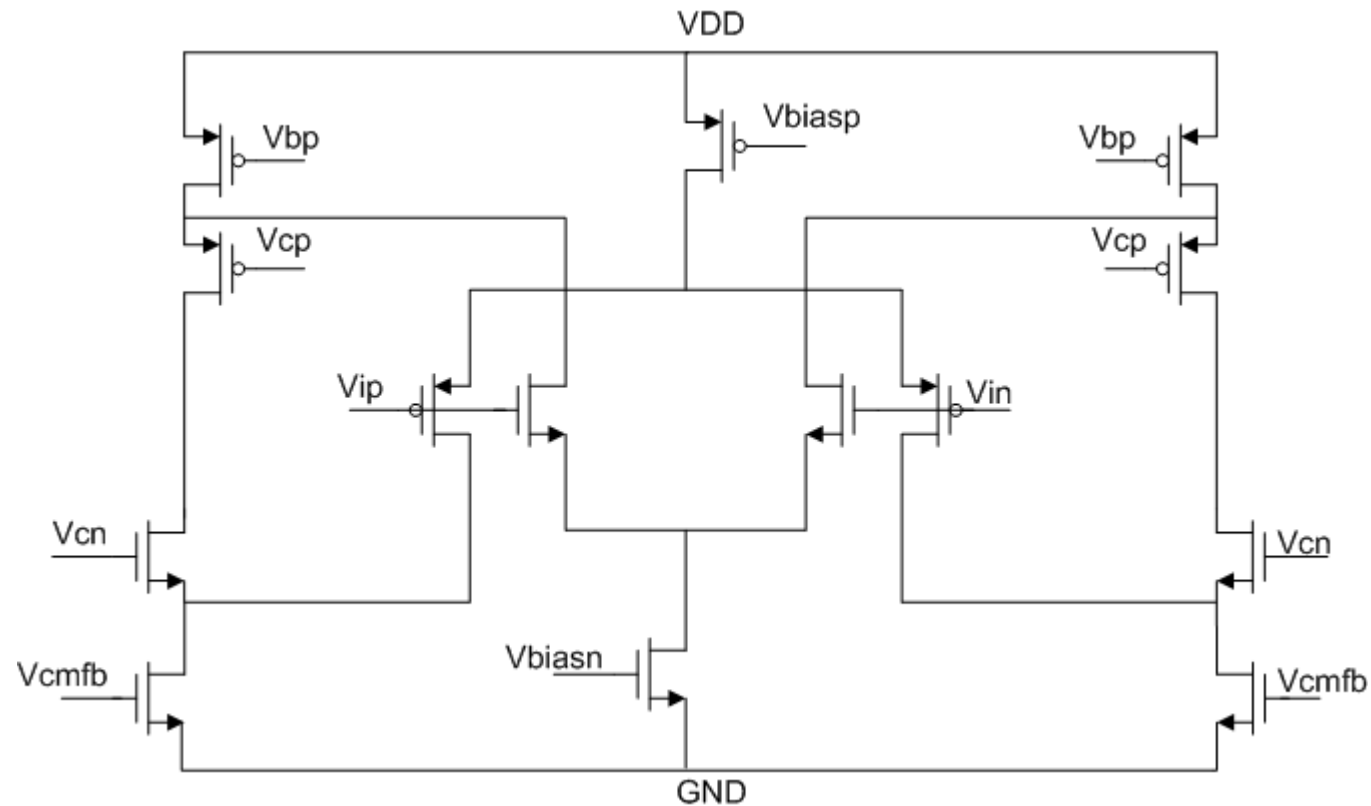 VDD
Vbp
Vbiasp
Vbp
Vcp
Vcp
Vip
Vin
Vcn
Vcn
Vbiasn
Vcmfb
Vcmfb
GND